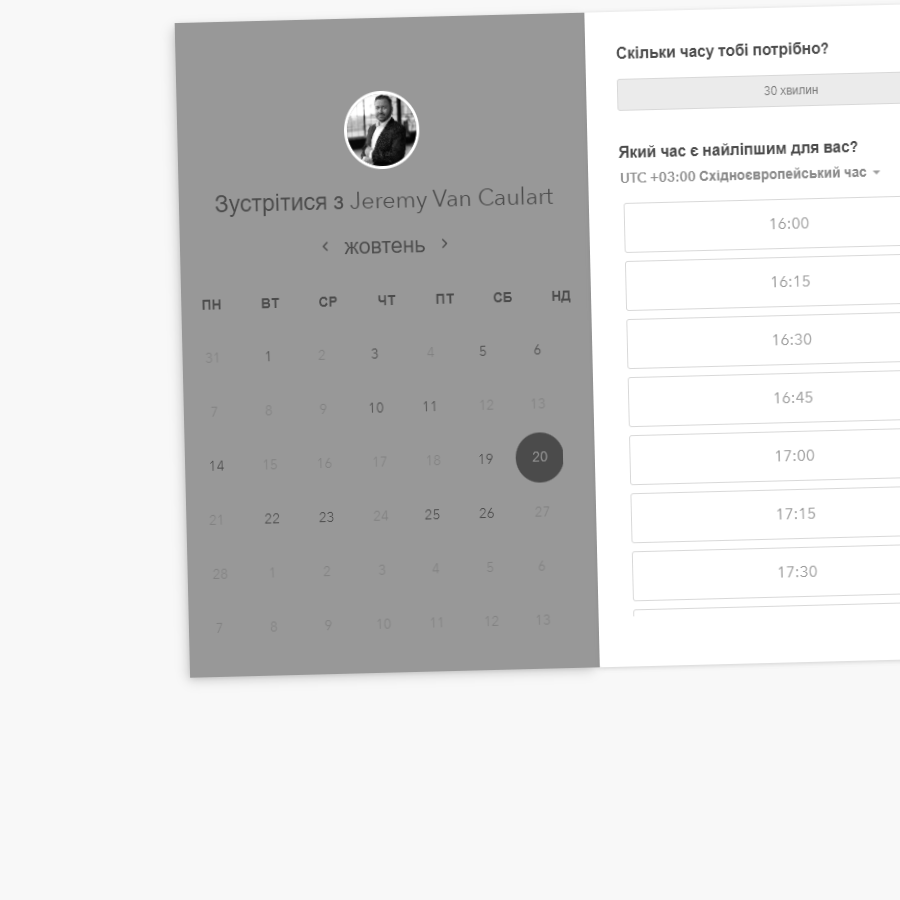 Зустрітися з Jeremy Van Caulart
‹ жовтень ›
ПН ВТ СР ЧТ ПТ СБ НД
31 1 2 3 4 5 6
7 8 9 10 11 12 13
14 15 16 17 18 19 20
21 22 23 24 25 26 27
28 1 2 3 4 5 6
7 8 9 10 11 12 13
Скільки часу тобі потрібно?
30 хвилин
Який час є найліпшим для вас?
UTC +03:00 Східноєвропейський час
16:00
16:15
16:30
16:45
17:00
17:15
17:30